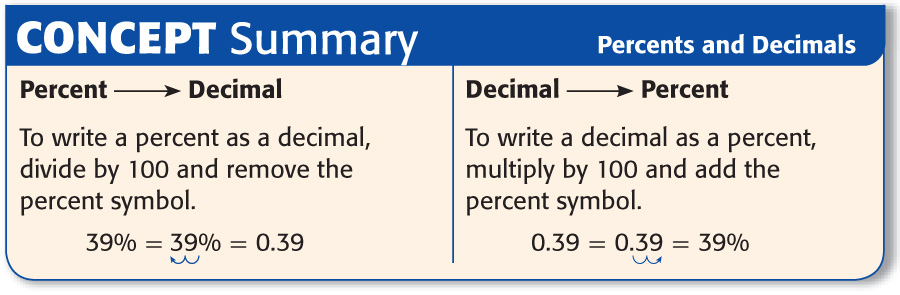 CONCEPT Summary
Percents and Decimals
Percent ⟶ Decimal
To write a percent as a decimal,
divide by 100 and remove the
percent symbol.
39% = 39% = 0.39
Decimal ⟶ Percent
To write a decimal as a percent,
multiply by 100 and add the
percent symbol.
0.39 = 0.39 = 39%